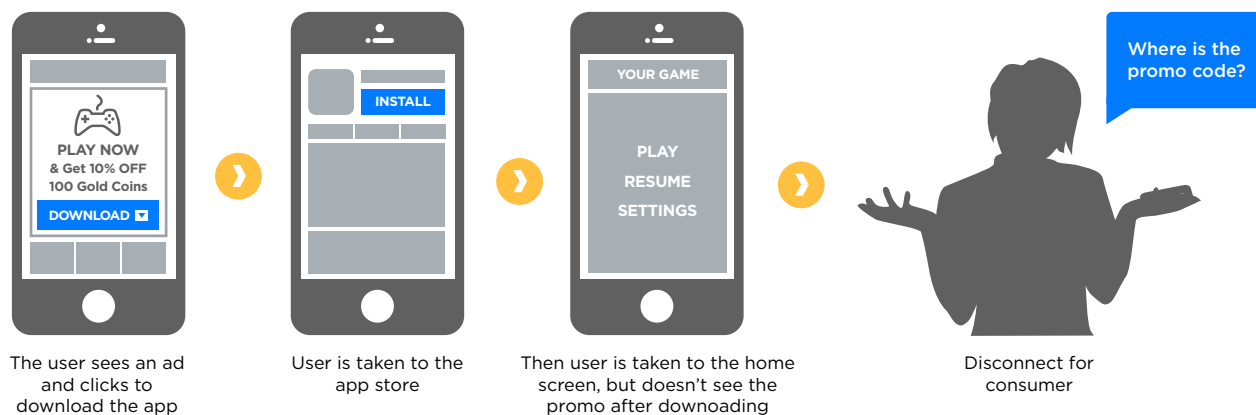 PLAY NOW
& Get 10% OFF
100 Gold Coins
DOWNLOAD
INSTALL
YOUR GAME
PLAY
RESUME
SETTINGS
Where is the
promo code?
The user sees an ad
and clicks to
download the app
User is taken to the
app store
Then user is taken to the home
screen, but doesn’t see the
promo after downoading
Disconnect for
consumer